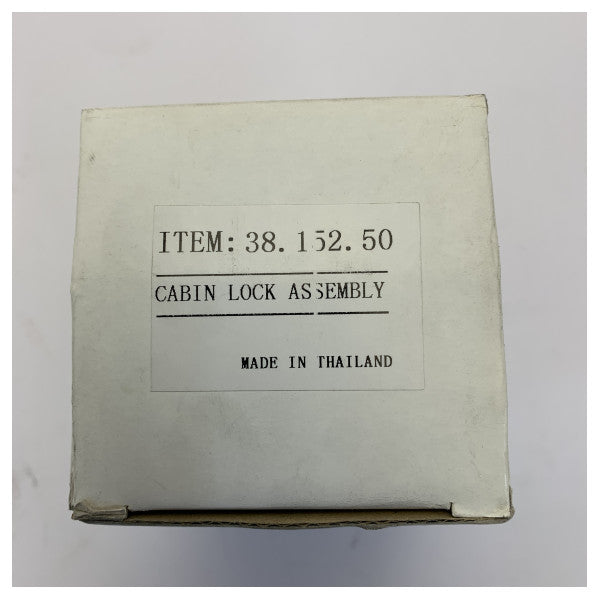 ITEM: 38.152.50
CABIN LOCK ASSEMBLY
MADE IN THAILAND